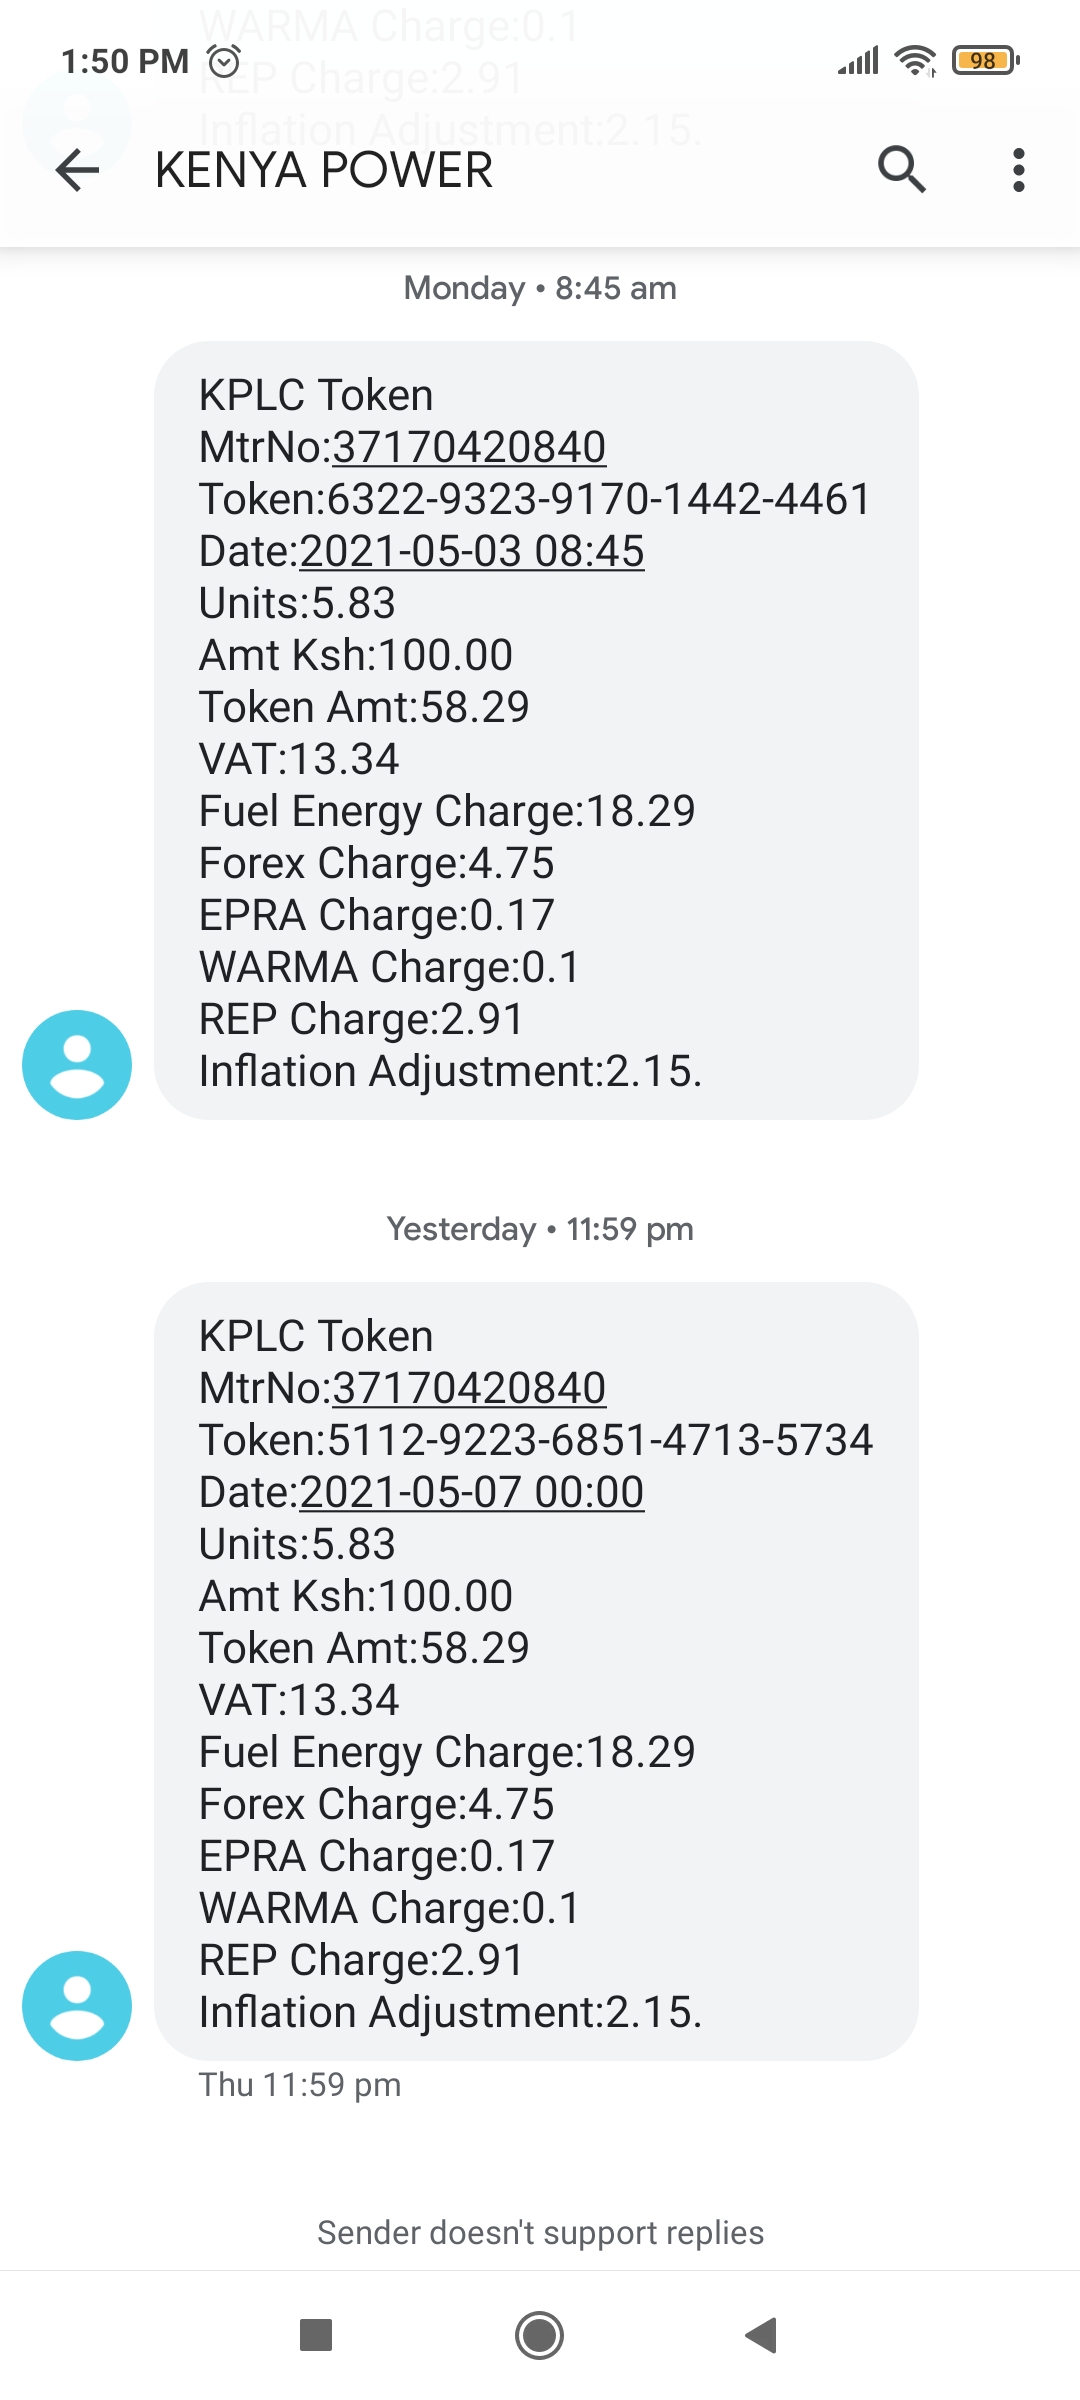 WARMA Charge:0.1
1:50 PM
98
REP Charge:2.91
Inflation Adjustment:2.15.
KENYA POWER
Monday • 8:45 am
KPLC Token
MtrNo:37170420840
Token:6322-9323-9170-1442-4461
Date:2021-05-03 08:45
Units:5.83
Amt Ksh:100.00
Token Amt:58.29
VAT:13.34
Fuel Energy Charge:18.29
Forex Charge:4.75
EPRA Charge:0.17
WARMA Charge:0.1
REP Charge:2.91
Inflation Adjustment:2.15.
Yesterday • 11:59 pm
KPLC Token
MtrNo:37170420840
Token:5112-9223-6851-4713-5734
Date:2021-05-07 00:00
Units:5.83
Amt Ksh:100.00
Token Amt:58.29
VAT:13.34
Fuel Energy Charge:18.29
Forex Charge:4.75
EPRA Charge:0.17
WARMA Charge:0.1
REP Charge:2.91
Inflation Adjustment:2.15.
Thu 11:59 pm
Sender doesn't support replies